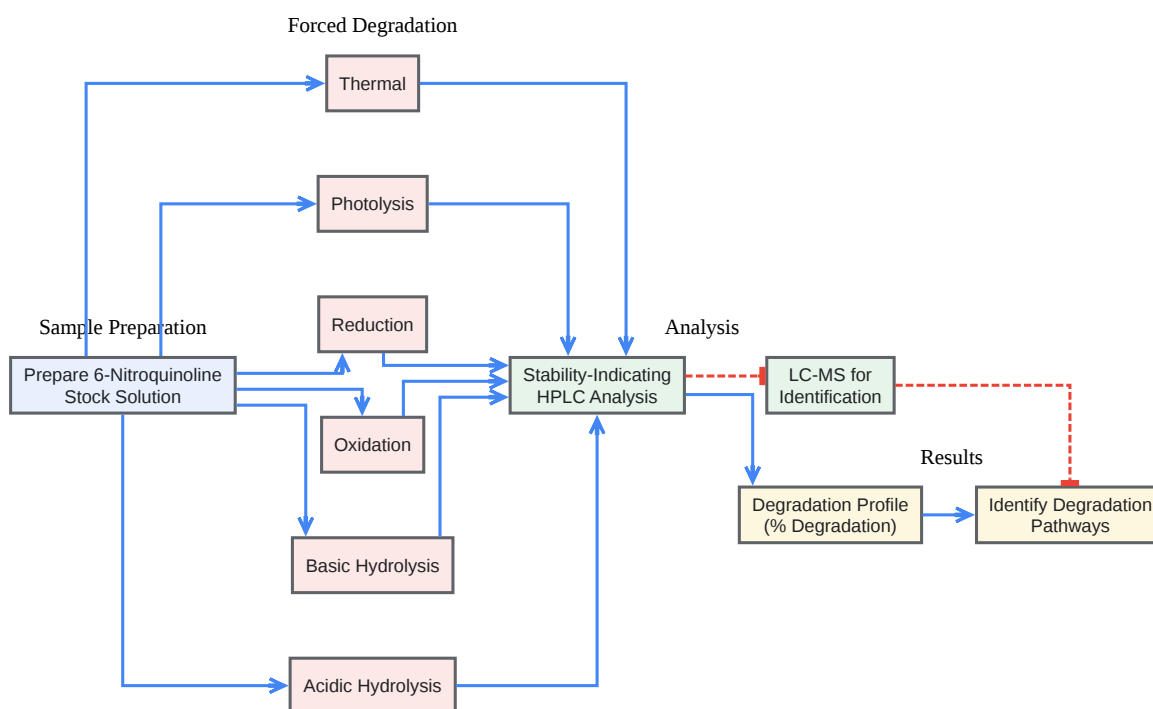 Forced Degradation
Thermal
Photolysis
Reduction
Sample Preparation
Analysis
Prepare 6-Nitroquinoline
Stock Solution
Stability-Indicating
HPLC Analysis
LC-MS for
Identification
Oxidation
Results
Degradation Profile
(% Degradation)
Identify Degradation
Pathways
Basic Hydrolysis
Acidic Hydrolysis